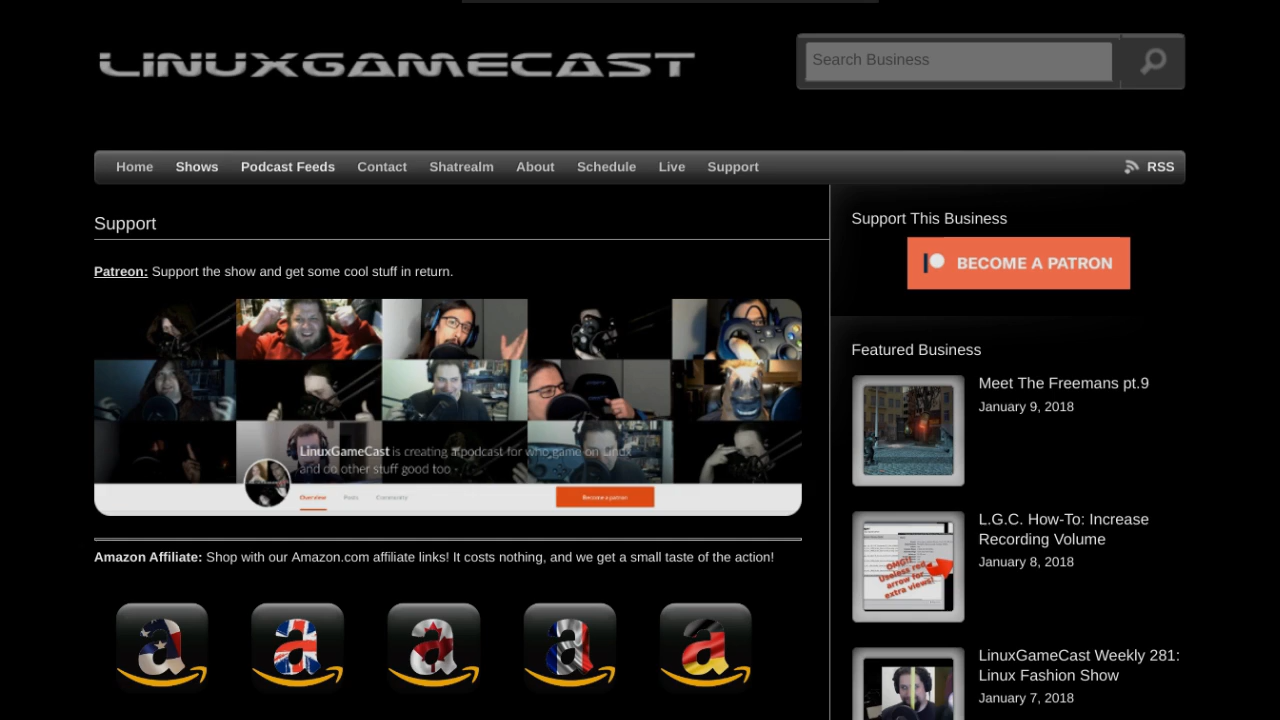 LINUXGAMECAST
Search Business
Home Shows Podcast Feeds Contact Shatrealm About Schedule Live Support RSS
Support
Patreon: Support the show and get some cool stuff in return.
LinuxGameCast is creating a podcast for who game on Linux
and do other stuff good too -
Overview Posts Community Become a patron
Amazon Affiliate: Shop with our Amazon.com affiliate links! It costs nothing, and we get a small taste of the action!
a a a a a
Support This Business
BECOME A PATRON
Featured Business
Meet The Freemans pt.9
January 9, 2018
OMG!!
Useless red
arrow for
extra views!
L.G.C. How-To: Increase
Recording Volume
January 8, 2018
LinuxGameCast Weekly 281:
Linux Fashion Show
January 7, 2018